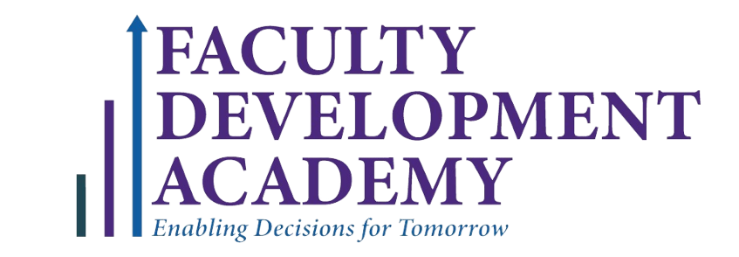 FACULTY
DEVELOPMENT
ACADEMY
Enabling Decisions for Tomorrow